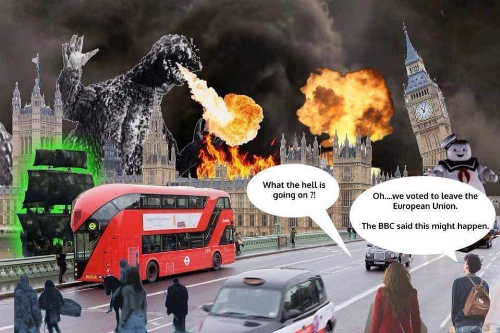 What the hell is
going on ?!
Oh....we voted to leave the
European Union.
The BBC said this might happen.